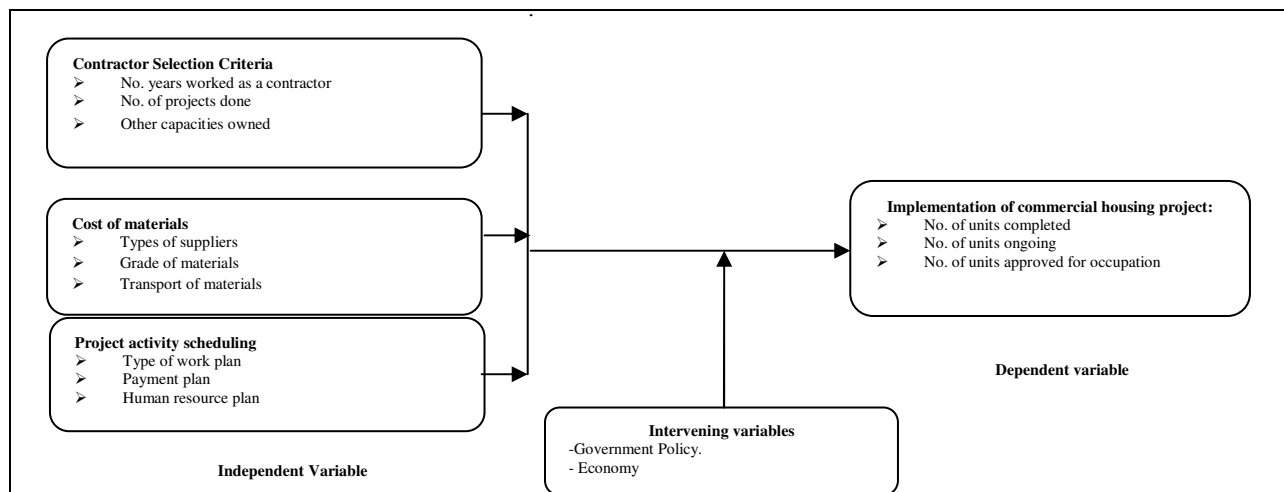 Contractor Selection Criteria
➢ No. years worked as a contractor
➢ No. of projects done
➢ Other capacities owned
Cost of materials
➢ Types of suppliers
➢ Grade of materials
➢ Transport of materials
Project activity scheduling
➢ Type of work plan
➢ Payment plan
➢ Human resource plan
Independent Variable
Intervening variables
-Government Policy.
- Economy
Implementation of commercial housing project:
➢ No. of units completed
➢ No. of units ongoing
➢ No. of units approved for occupation
Dependent variable